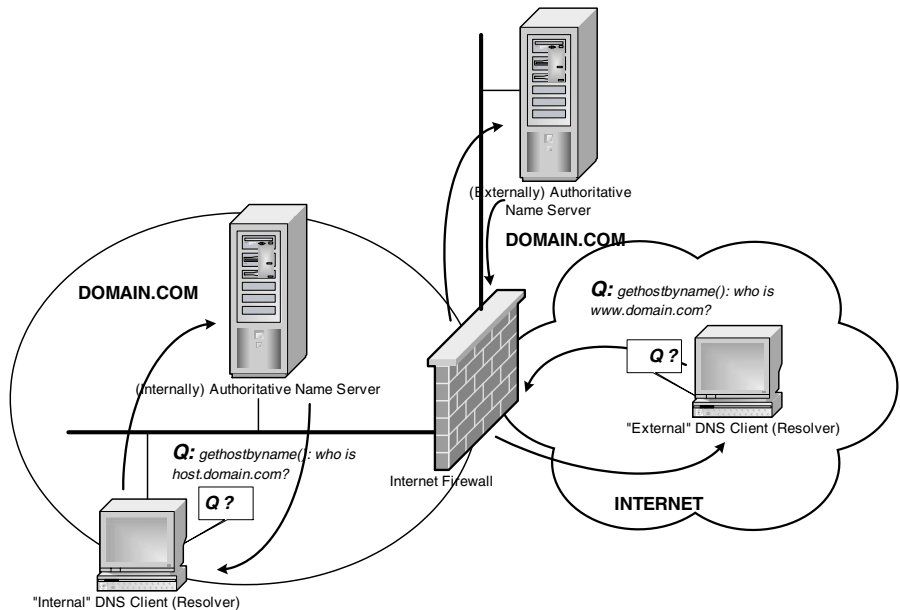 (Externally) Authoritative
Name Server
DOMAIN.COM
DOMAIN.COM
Q: gethostbyname(): who is
www.domain.com?
Q ?
(Internally) Authoritative Name Server
"External" DNS Client (Resolver)
Q: gethostbyname(): who is
host.domain.com?
Internet Firewall
Q ?
INTERNET
"Internal" DNS Client (Resolver)